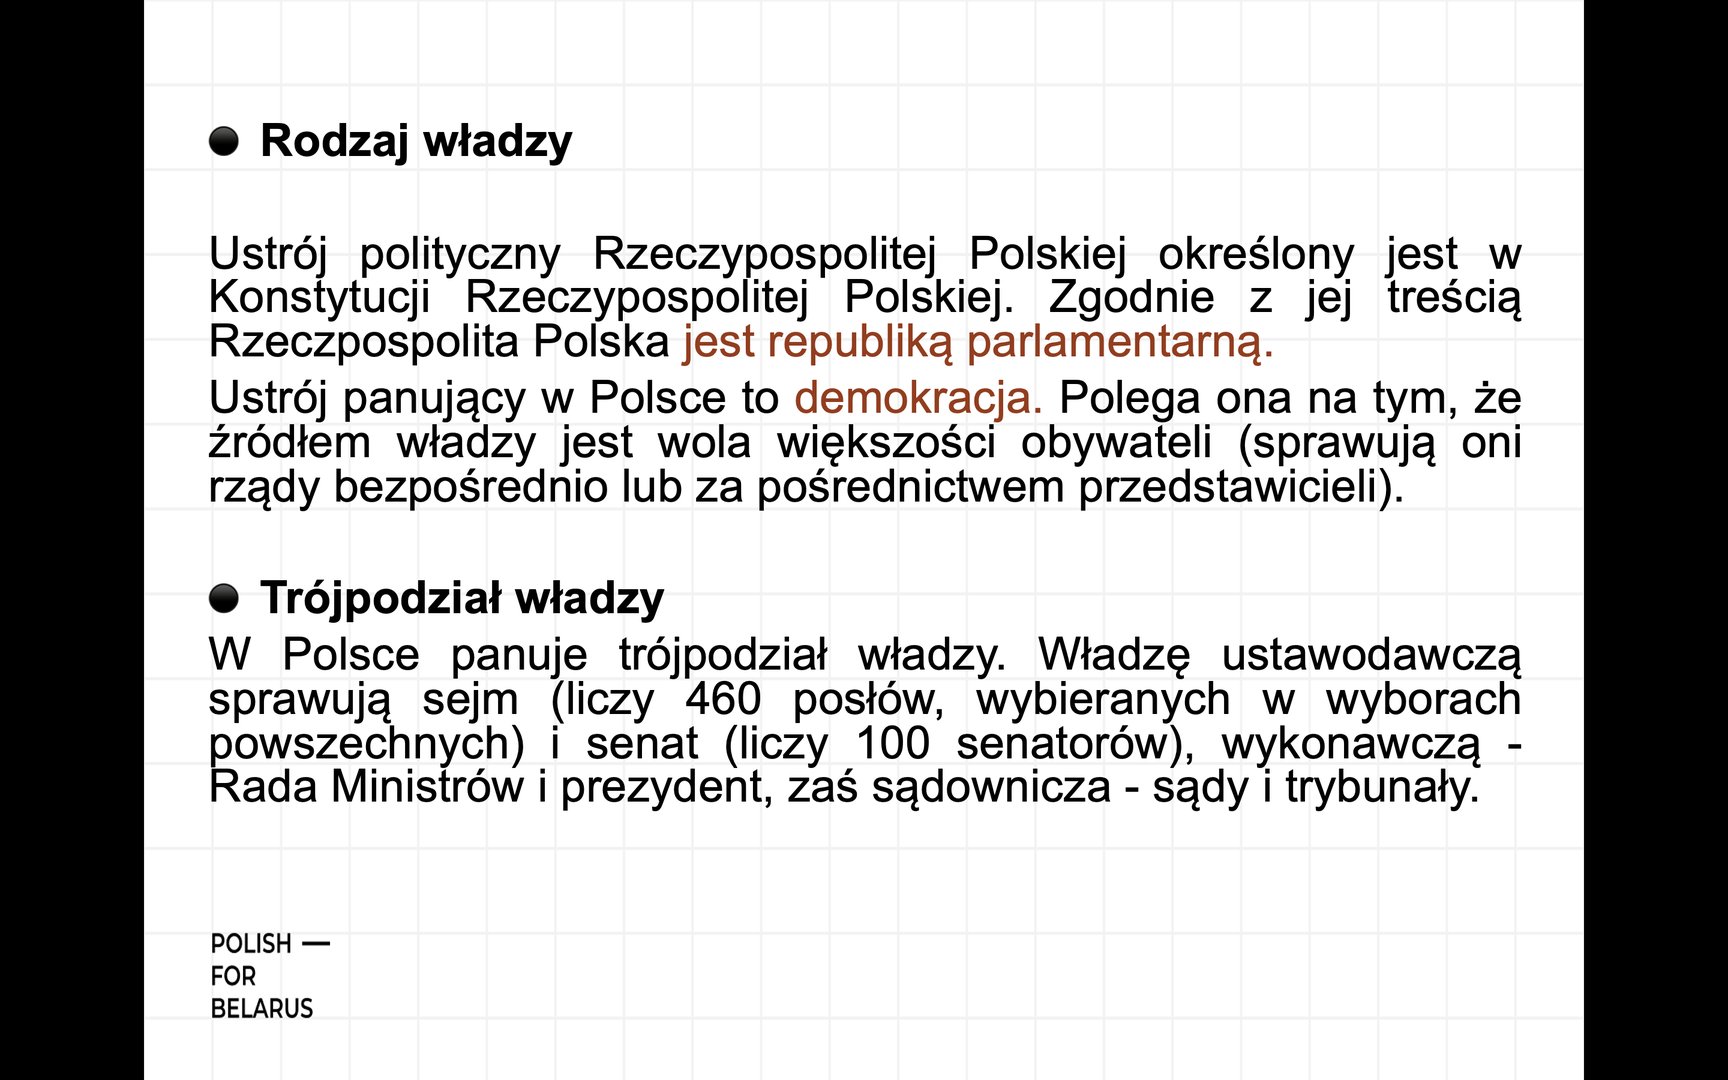 Rodzaj władzy
Ustrój polityczny Rzeczypospolitej Polskiej określony jest w
Konstytucji Rzeczypospolitej Polskiej. Zgodnie z jej treścią
Rzeczpospolita Polska jest republiką parlamentarną.
Ustrój panujący w Polsce to demokracja. Polega ona na tym, że
źródłem władzy jest wola większości obywateli (sprawują oni
rządy bezpośrednio lub za pośrednictwem przedstawicieli).
Trójpodział władzy
W Polsce panuje trójpodział władzy. Władzę ustawodawczą
sprawują sejm (liczy 460 posłów, wybieranych w wyborach
powszechnych) i senat (liczy 100 senatorów), wykonawczą -
Rada Ministrów i prezydent, zaś sądownicza - sądy i trybunały.
POLISH —
FOR
BELARUS